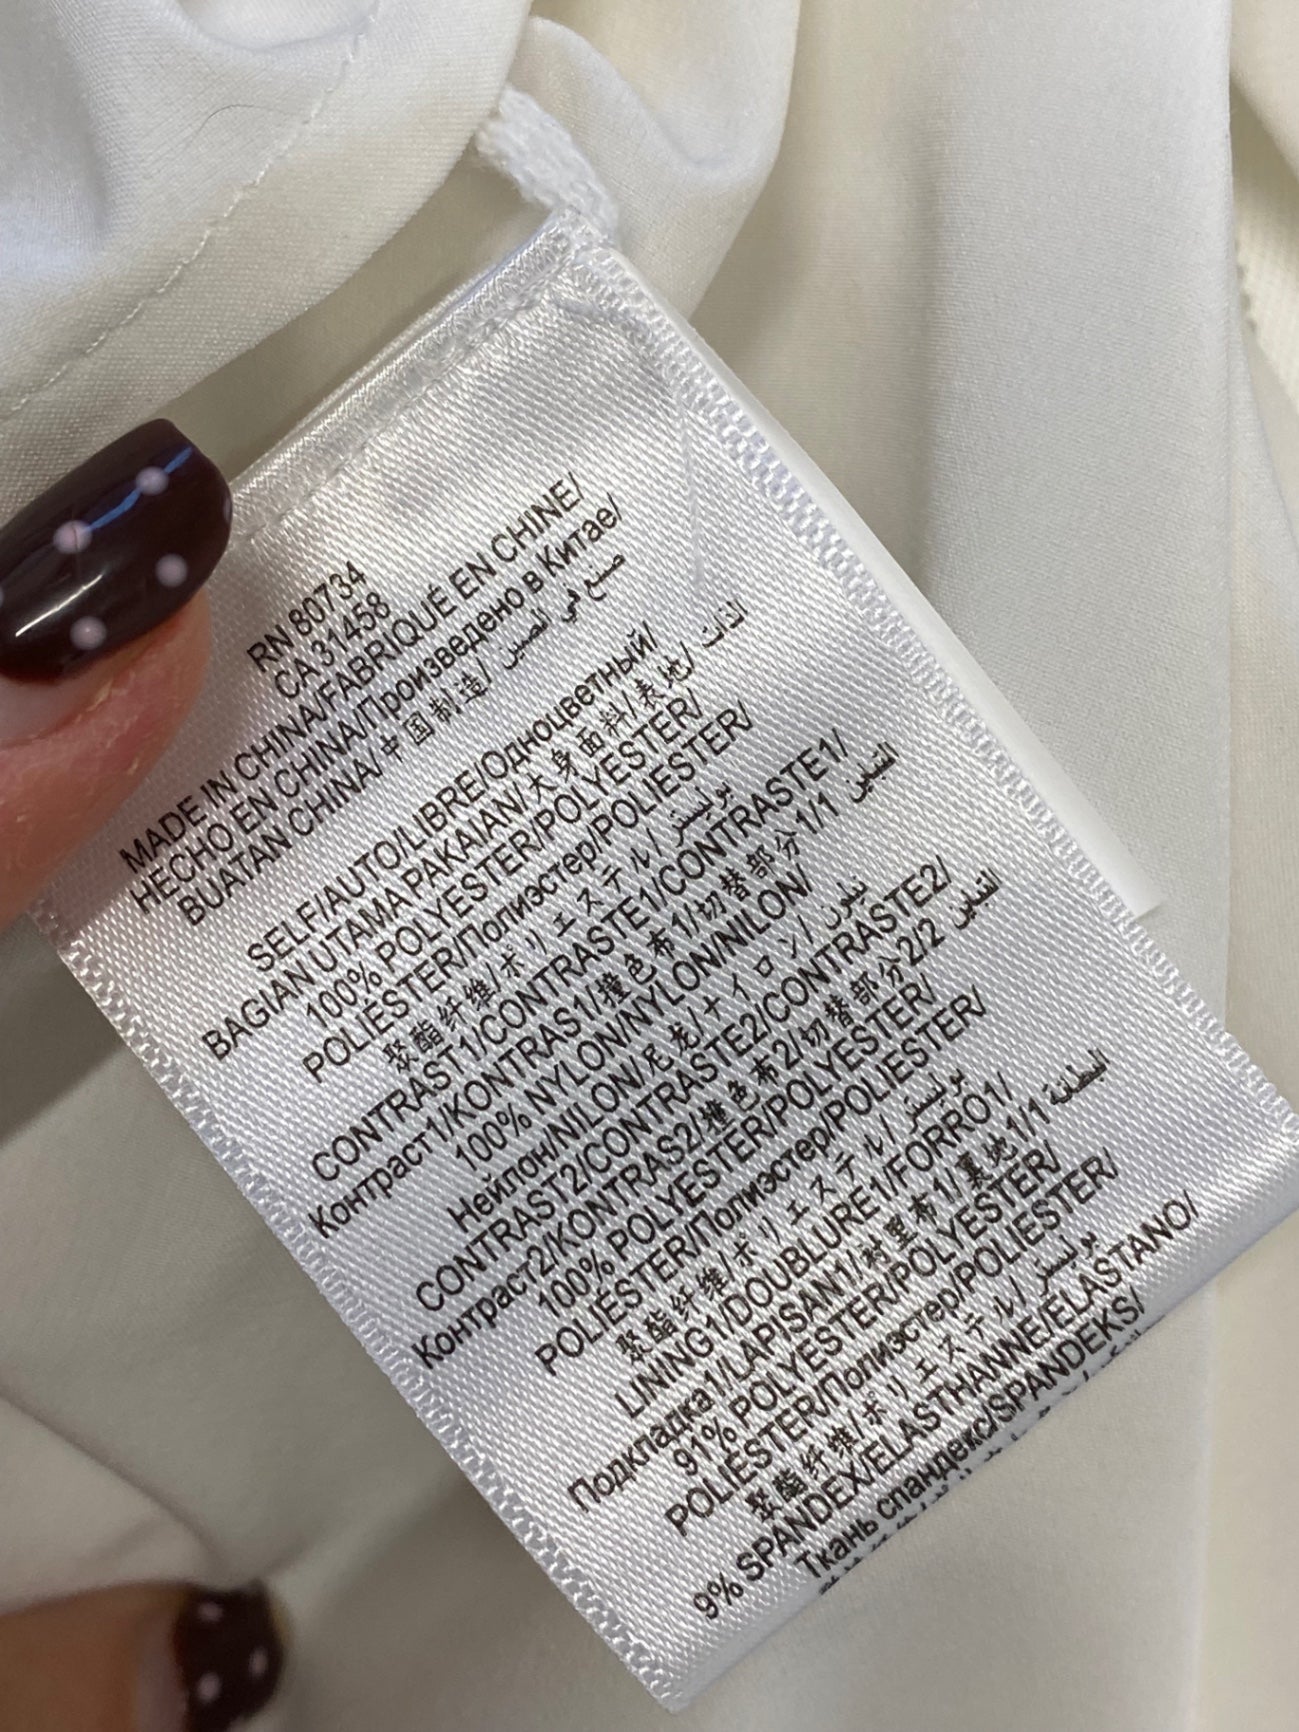 RN 80734
CA 31458
MADE IN CHINA/FABRIQUÉ EN CHINE/
HECHO EN CHINA/Произведено в Китае/
BUATAN CHINA/中国制造/ صنع في الصين
SELF/AUTO/LIBRE/Одноцветный/
BAGIAN UTAMA PAKAIAN/大身面料/表地/ الذات
100% POLYESTER/POLYESTER/
POLIÉSTER/Полиэстер/POLIESTER/
聚酯纤维/ポリエステル/ بوليستر
CONTRAST1/CONTRASTE1/CONTRASTE1/
Контраст1/KONTRAS1/撞色布1/切替部分1/1 التباين
100% NYLON/NYLON/NILON/
Нейлон/NILON/尼龙/ナイロン/ نيلون
CONTRAST2/CONTRASTE2/CONTRASTE2/
Контраст2/KONTRAS2/撞色布2/切替部分2/2 التباين
100% POLYESTER/POLYESTER/
POLIÉSTER/Полиэстер/POLIESTER/
聚酯纤维/ポリエステル/ بوليستر
LINING1/DOUBLURE1/FORRO1/
Подкладка1/LAPISAN1/衬里布1/裏地1/1 البطانة
91% POLYESTER/POLYESTER/
POLIÉSTER/Полиэстер/POLIESTER/
聚酯纤维/ポリエステル/ بوليستر
9% SPANDEX/ÉLASTHANNE/ELASTANO/
Ткань спандекс/SPANDEKS/